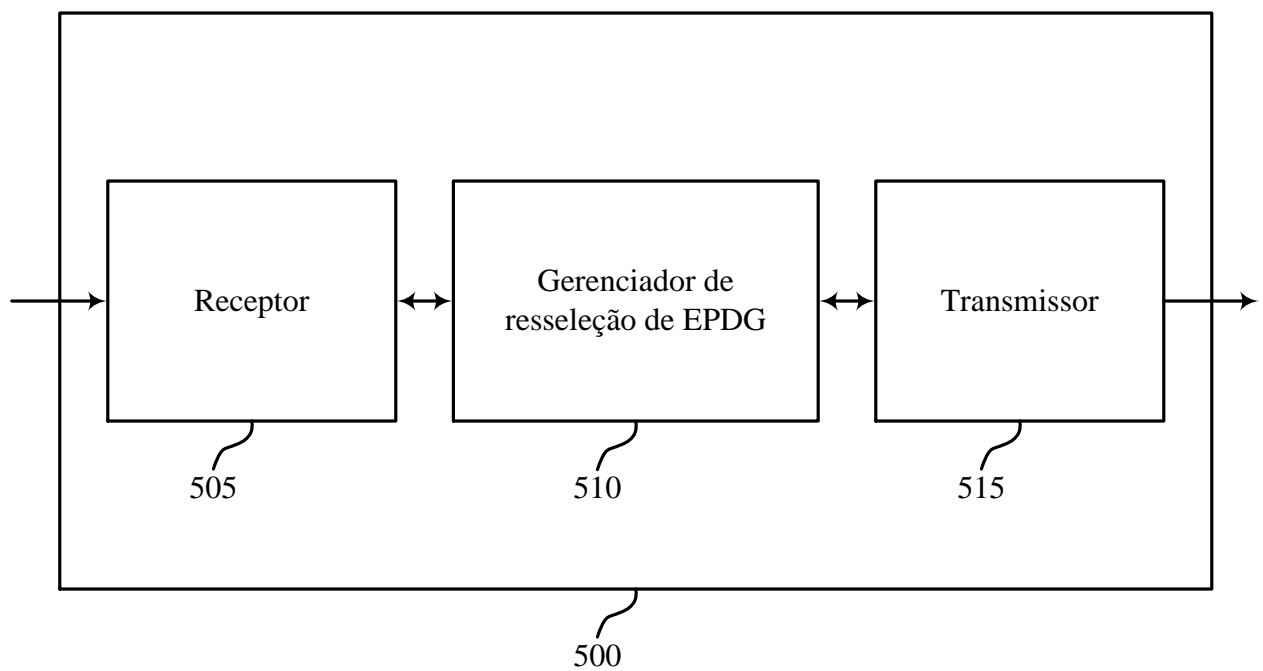 Receptor
Gerenciador de
resseleção de EPDG
Transmissor
505
510
515
500